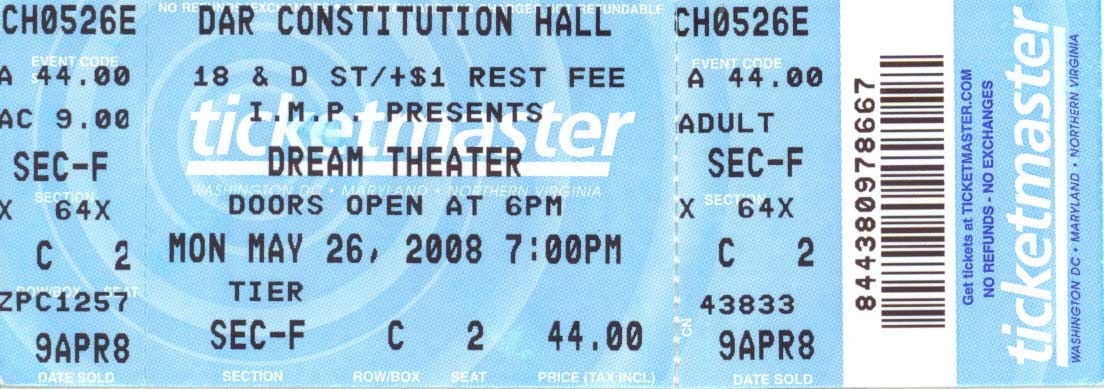 CH0526E
EVENT CODE
A 44.00
AC 9.00
SEC-F
SECTION
X 64X
C 2
ROW/BOX SEAT
ZPC1257
9APR8
DATE SOLD
DAR CONSTITUTION HALL
18 & D ST/+$1 REST FEE
I.M.P. PRESENTS
ticketmaster
DREAM THEATER
WASHINGTON DC • MARYLAND • NORTHERN VIRGINIA
DOORS OPEN AT 6PM
MON MAY 26, 2008 7:00PM
TIER
SEC-F C 2 44.00
SECTION ROW/BOX SEAT PRICE (TAX INCL)
CH0526E
EVENT CODE
A 44.00
ADULT
SEC-F
SECTION
X 64X
C 2
43833
CN
9APR8
DATE SOLD
844380978667
Get tickets at TICKETMASTER.COM
NO REFUNDS - NO EXCHANGES
ticketmaster
WASHINGTON DC • MARYLAND • NORTHERN VIRGINIA